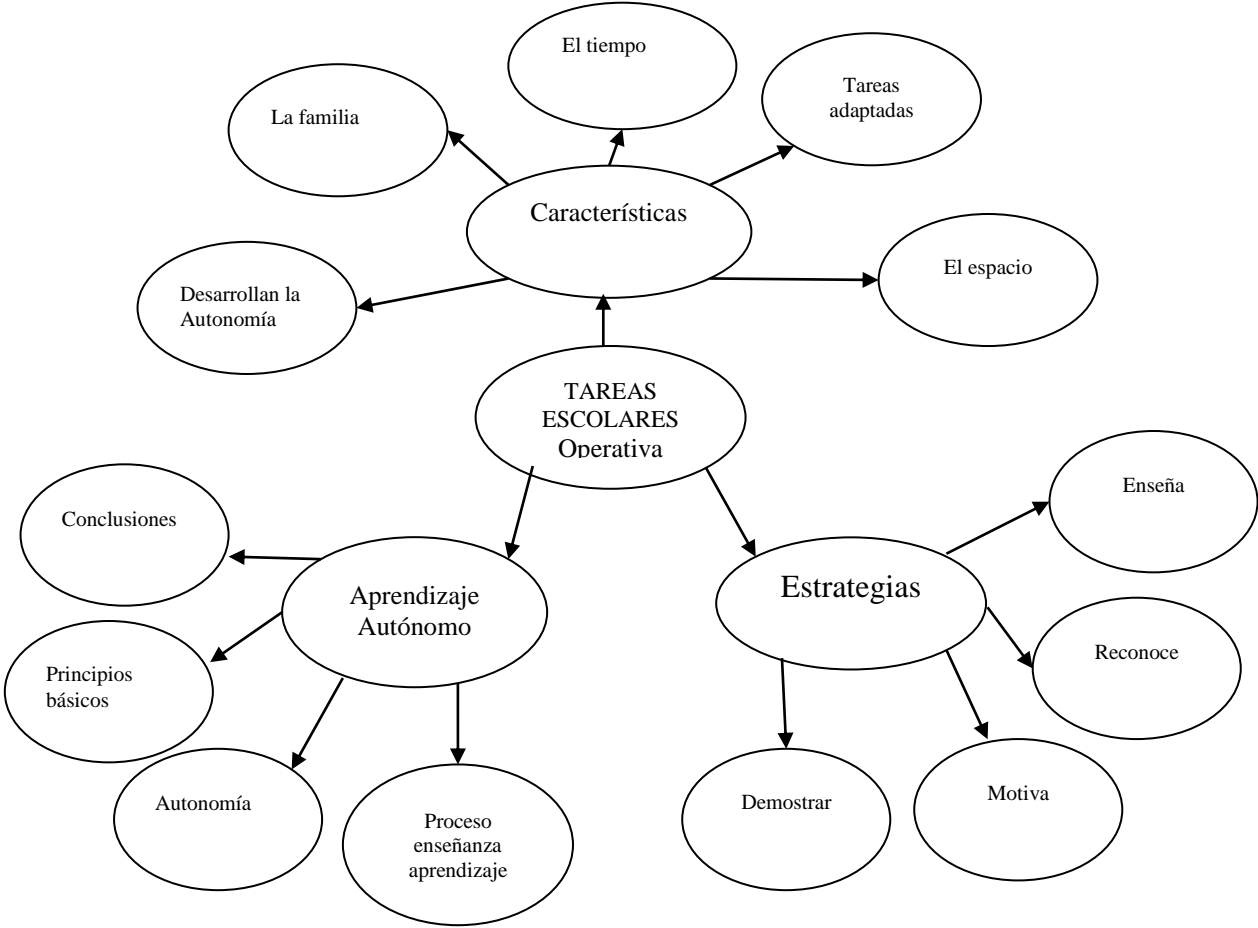 El tiempo
Tareas
adaptadas
La familia
Característicias
El espacio
Desarrollan la
Autonomía
TAREAS
ESCOLARES
Operativa
Enseña
Conclusiones
Estrategias
Aprendizaje
Autónomo
Reconoce
Principios
básicos
Autonomía
Demostrar
Motiva
Proceso
enseñanza
aprendizaje